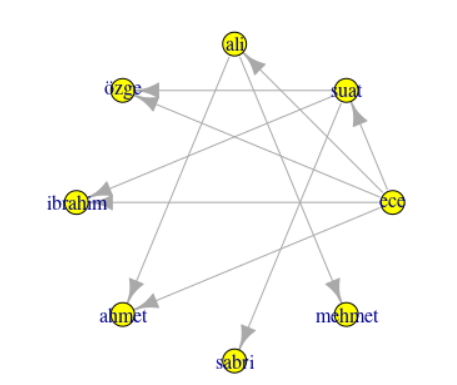 ali
özge
suat
ibrahim
ece
ahmet
mehmet
sabri